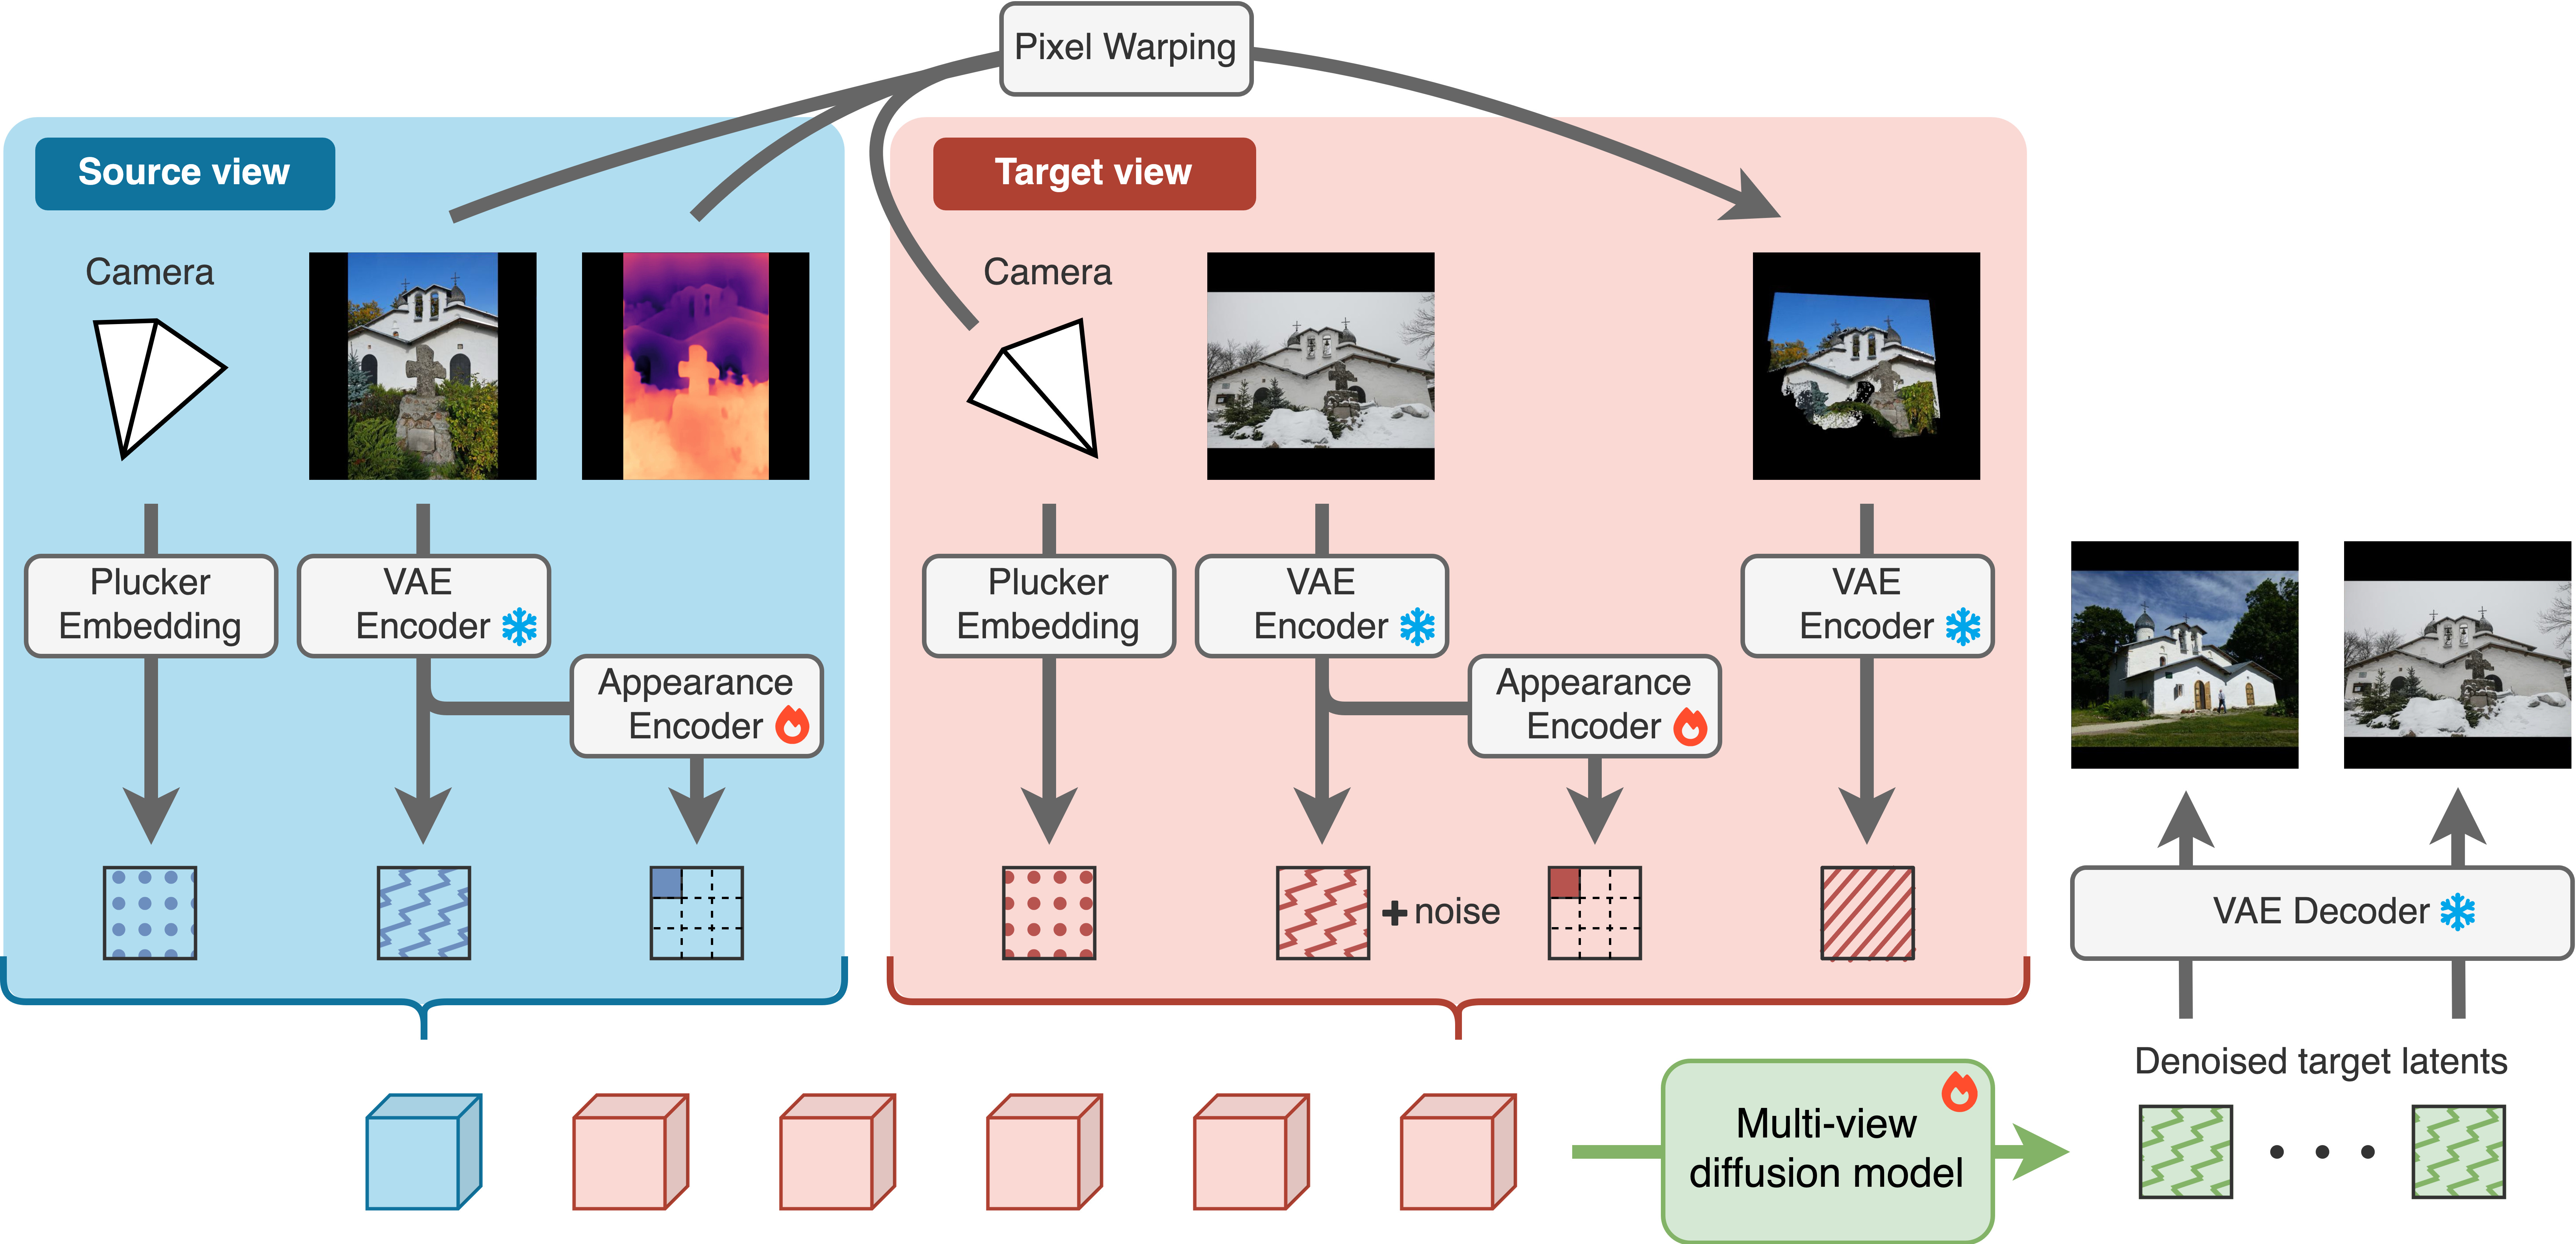 Pixel Warping
Source view
Target view
Camera
Camera
Plucker
Embedding
VAE
Encoder
Appearance
Encoder
Plucker
Embedding
VAE
Encoder
Appearance
Encoder
VAE
Encoder
+ noise
VAE Decoder
Denoised target latents
Multi-view
diffusion model